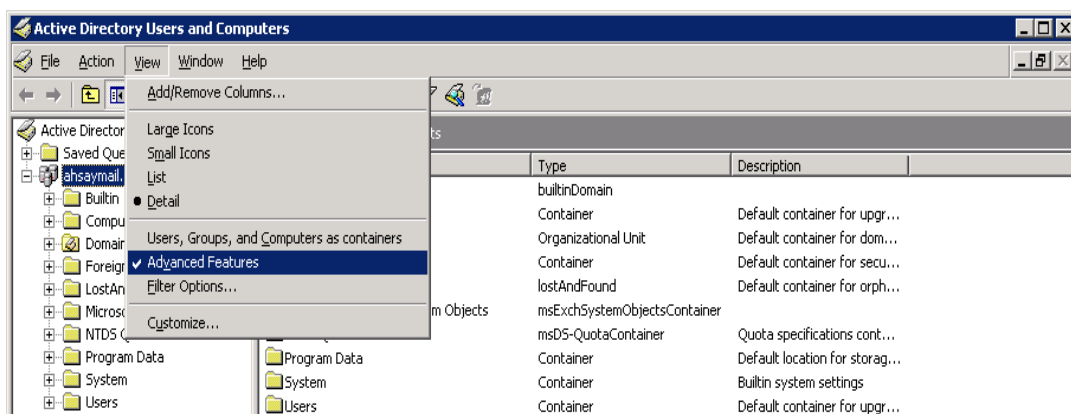 Active Directory Users and Computers
File Action View Window Help
Add/Remove Columns...
Large Icons
Small Icons
List
Detail
Users, Groups, and Computers as containers
Advanced Features
Filter Options...
Customize...
Active Director
Saved Que
ahsaymail.
Builtin
Compu
Domain
Foreign
LostAn
Microso
NTDS Q
Program Data
System
Users
ts
Type Description
builtinDomain
Container Default container for upgr...
Organizational Unit Default container for dom...
Container Default container for secu...
lostAndFound Default container for orph...
m Objects msExchSystemObjectsContainer
msDS-QuotaContainer Quota specifications cont...
Program Data Container Default location for storag...
System Container Builtin system settings
Users Container Default container for upgr...